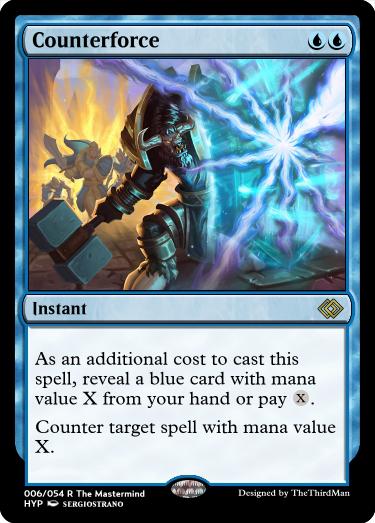 Counterforce
Instant
As an additional cost to cast this
spell, reveal a blue card with mana
value X from your hand or pay X.
Counter target spell with mana value
X.
006/054 R The Mastermind
Designed by TheThirdMan
HYP SERGIOSTRANO